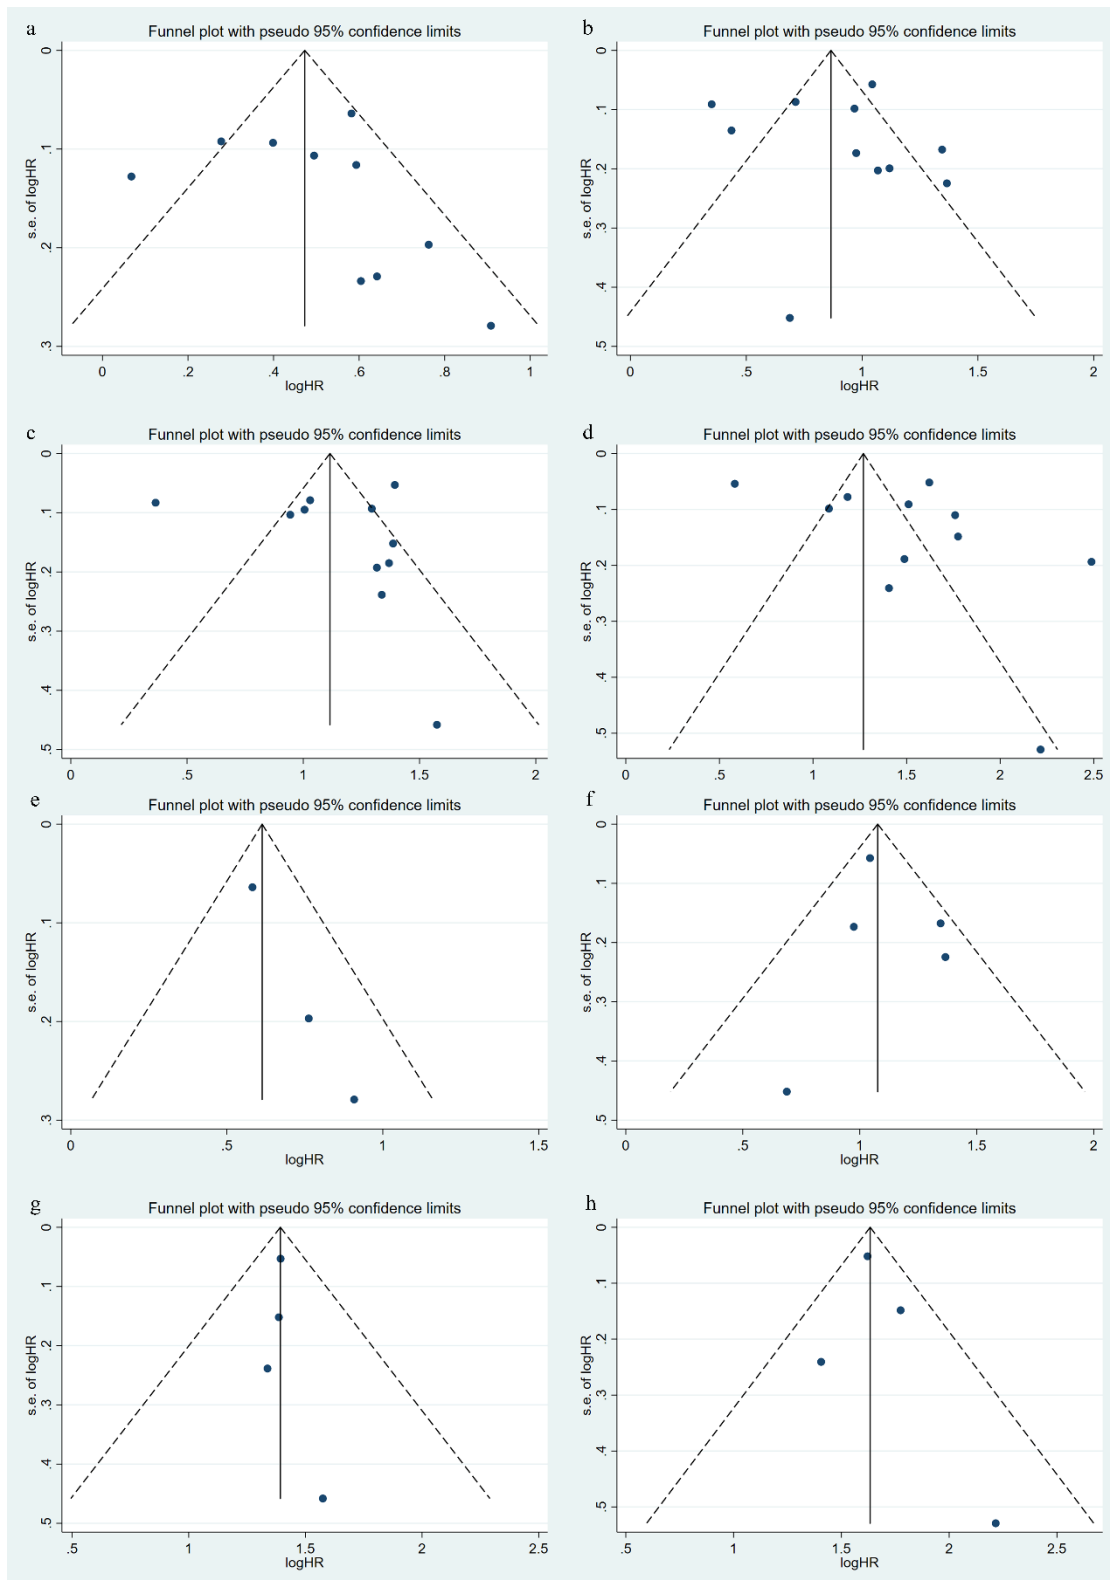 a
Funnel plot with pseudo 95% confidence limits
0
.1
.2
.3
s.e. of logHR
0
.2
.4
.6
.8
1
logHR
b
Funnel plot with pseudo 95% confidence limits
0
.1
.2
.3
.4
.5
s.e. of logHR
0
.5
1
1.5
2
logHR
c
Funnel plot with pseudo 95% confidence limits
0
.1
.2
.3
.4
.5
s.e. of logHR
0
.5
1
1.5
2
logHR
d
Funnel plot with pseudo 95% confidence limits
0
.1
.2
.3
.4
.5
s.e. of logHR
0
.5
1
1.5
2
2.5
logHR
e
Funnel plot with pseudo 95% confidence limits
0
.1
.2
.3
s.e. of logHR
0
.5
1
1.5
logHR
f
Funnel plot with pseudo 95% confidence limits
0
.1
.2
.3
.4
.5
s.e. of logHR
0
.5
1
1.5
2
logHR
g
Funnel plot with pseudo 95% confidence limits
0
.1
.2
.3
.4
.5
s.e. of logHR
.5
1
1.5
2
2.5
logHR
h
Funnel plot with pseudo 95% confidence limits
0
.1
.2
.3
.4
.5
s.e. of logHR
.5
1
1.5
2
2.5
logHR